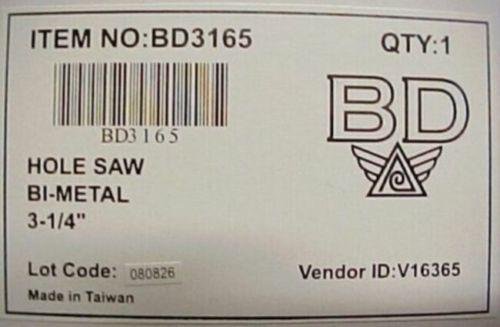 ITEM NO:BD3165
QTY:1
BD3165
BD
HOLE SAW
BI-METAL
3-1/4"
Lot Code: 080826
Vendor ID:V16365
Made in Taiwan